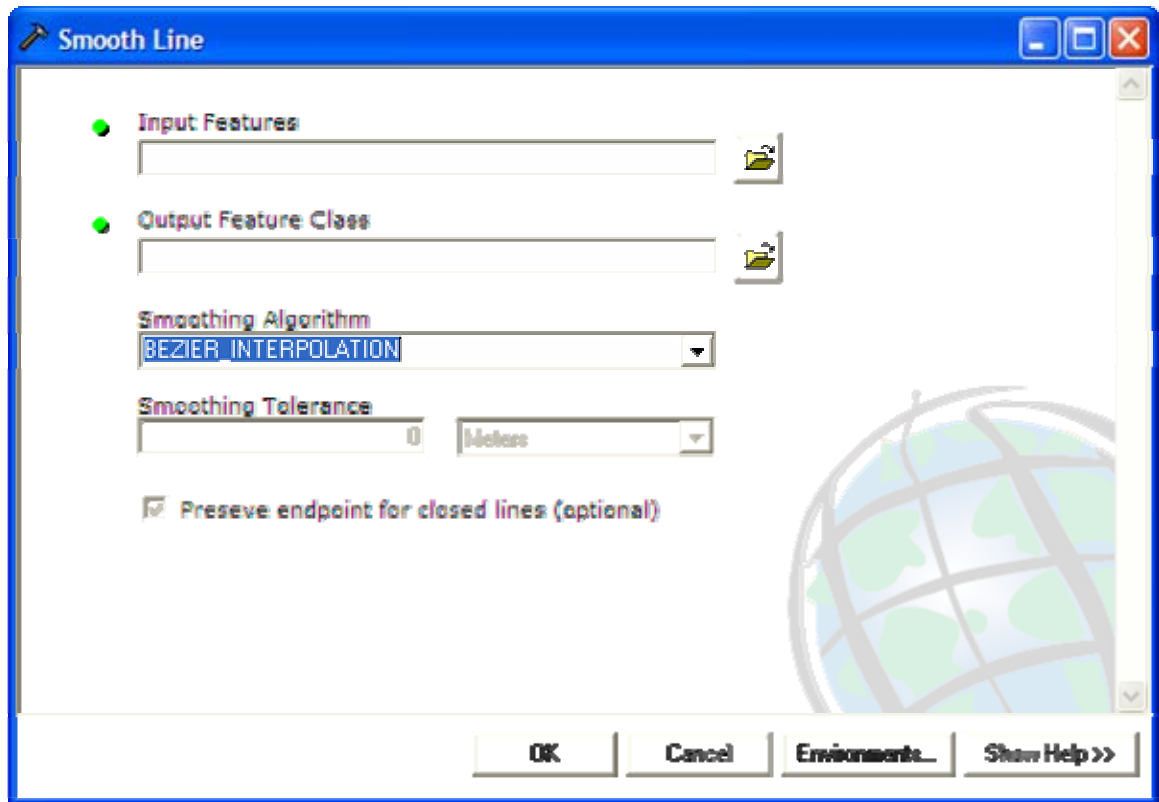 Smooth Line
Input Features
Output Feature Class
Smoothing Algorithm
BEZIER_INTERPOLATION
Smoothing Tolerance
0 Meters
Preseve endpoint for closed lines (optional)
OK Cancel Environments... Show Help >>